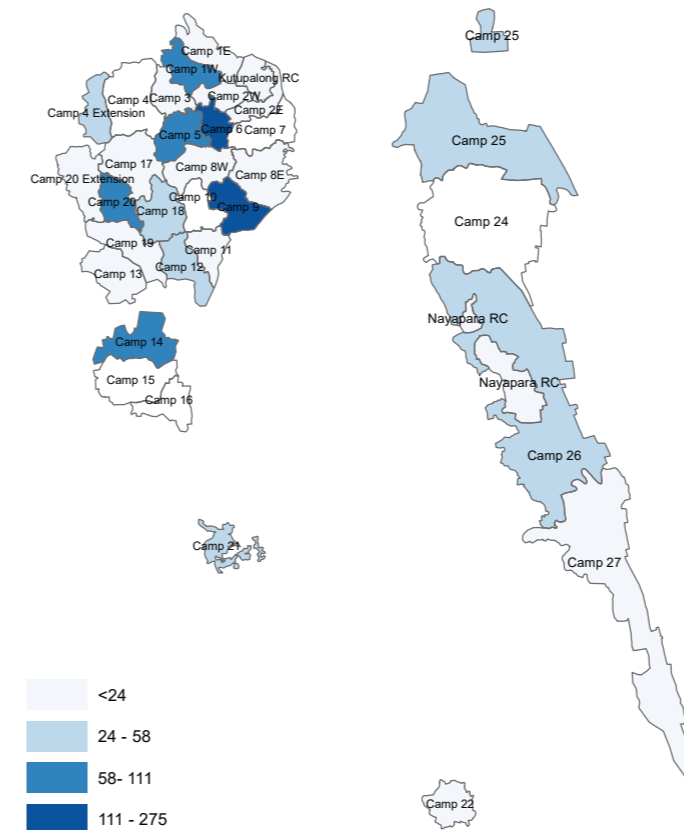 Camp 25
Camp 1E
Camp 1W
Kutupalong RC
Camp 4
Camp 3
Camp 2W
Camp 4 Extension
Camp 2E
Camp 5
Camp 6
Camp 7
Camp 25
Camp 17
Camp 8W
Camp 20 Extension
Camp 8E
Camp 20
Camp 18
Camp 10
Camp 9
Camp 24
Camp 19
Camp 11
Camp 13
Camp 12
Nayapara RC
Camp 14
Camp 15
Nayapara RC
Camp 16
Camp 26
Camp 21
Camp 27
<24
24 - 58
58- 111
111 - 275
Camp 22